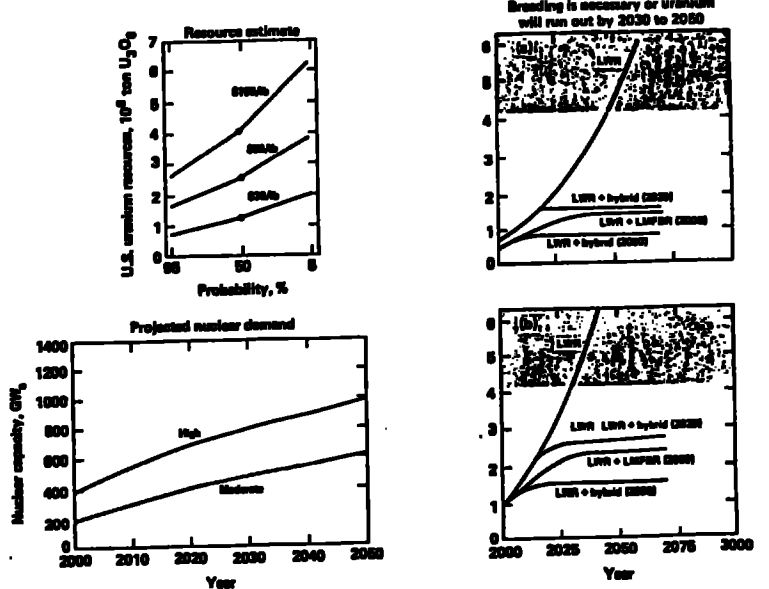 Resource estimate
U.S. uranium resources, 10⁶ ton U₃O₈
7
6
5
4
3
2
1
0
$100/lb
$50/lb
$30/lb
95
50
5
Probability, %
Breeding is necessary or uranium
will run out by 2030 to 2050
(a)
LWR
6
5
4
3
2
1
0
LWR + hybrid
LWR + LMFBR
LWR + hybrid
Projected nuclear demand
Nuclear capacity, GWe
1400
1200
1000
800
600
400
200
0
High
Moderate
2000
2010
2020
2030
2040
2050
Year
(b)
LWR
6
5
4
3
2
1
0
LWR + hybrid
LWR + LMFBR
LWR + hybrid
2000
2025
2050
2075
3000
Year